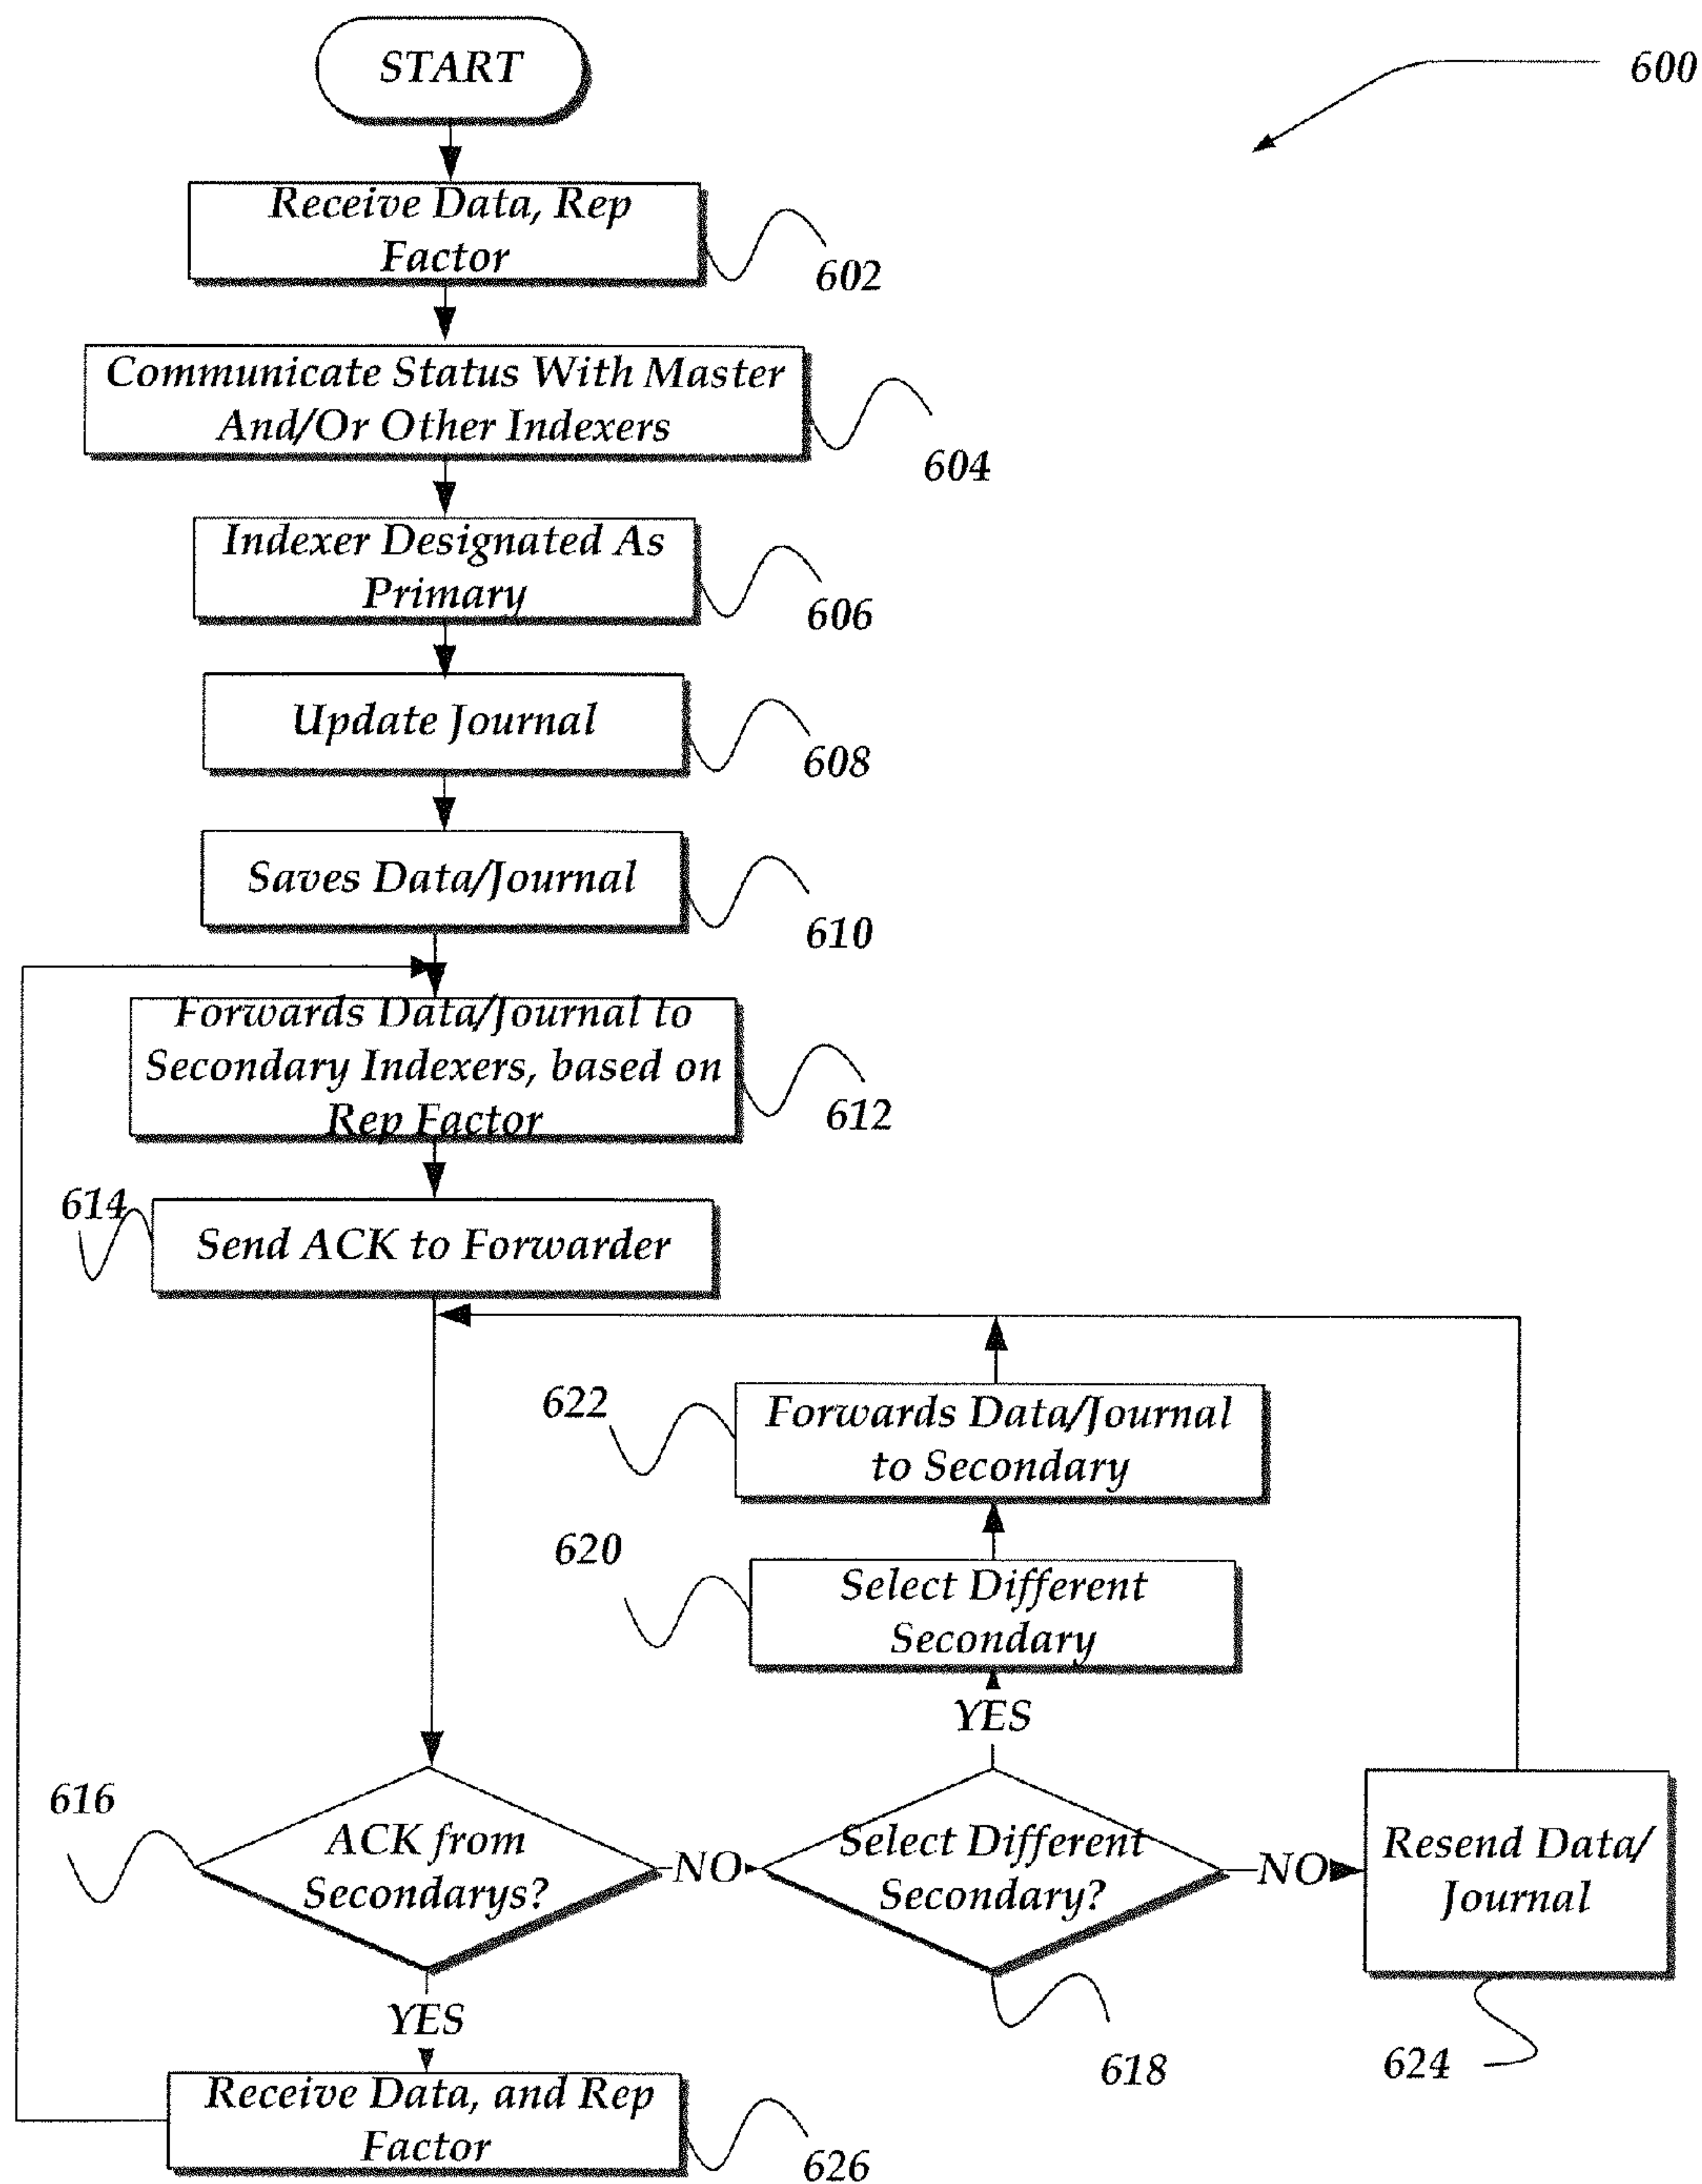 START
600
Receive Data, Rep
Factor
602
Communicate Status With Master
And/Or Other Indexers
604
Indexer Designated As
Primary
606
Update Journal
608
Saves Data/Journal
610
Forwards Data/Journal to
Secondary Indexers, based on
Rep Factor
612
614
Send ACK to Forwarder
622
Forwards Data/Journal
to Secondary
620
Select Different
Secondary
YES
616
ACK from
Secondarys?
NO
Select Different
Secondary?
NO
Resend Data/
Journal
YES
618
624
Receive Data, and Rep
Factor
626